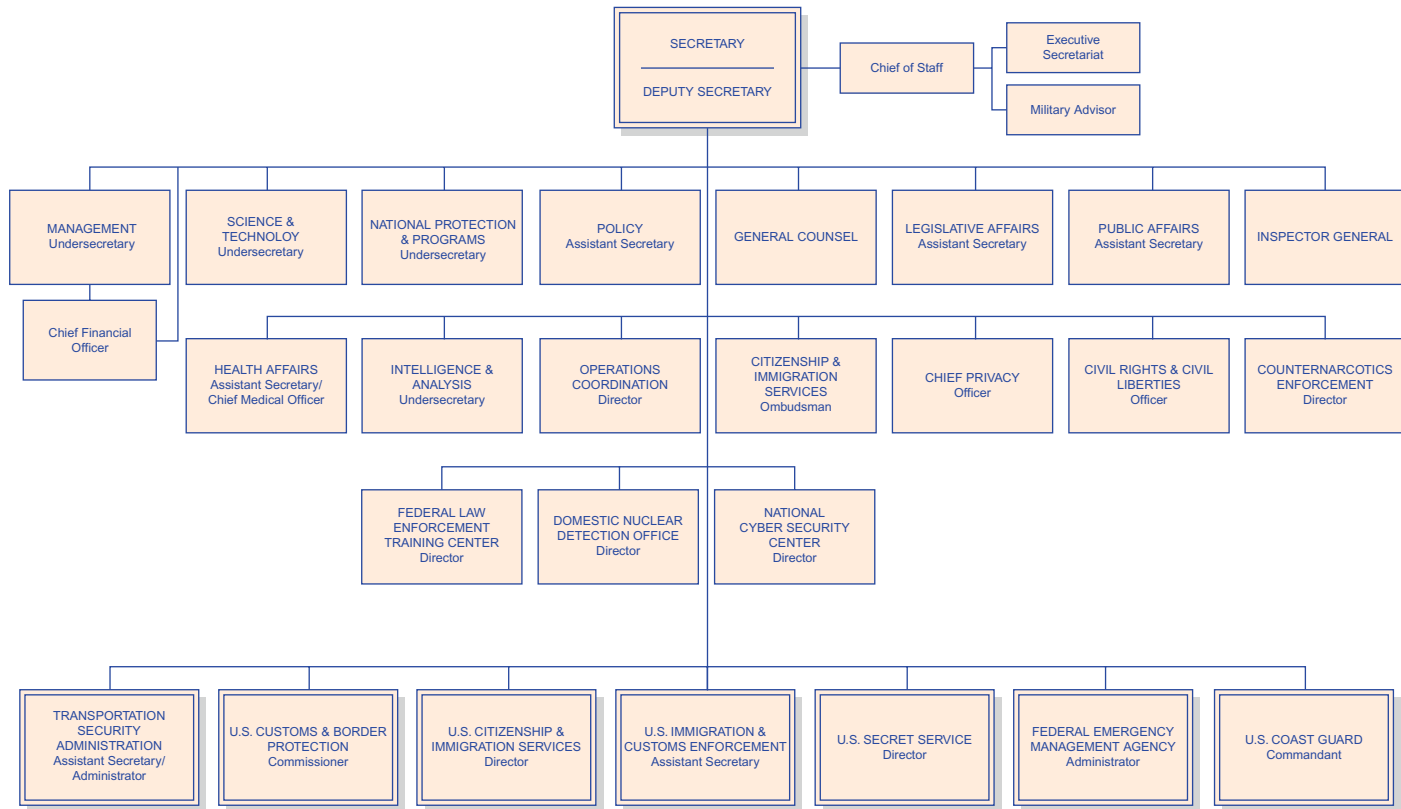 SECRETARY
DEPUTY SECRETARY
Chief of Staff
Executive
Secretariat
Military Advisor
MANAGEMENT
Undersecretary
SCIENCE &
TECHNOLOY
Undersecretary
NATIONAL PROTECTION
& PROGRAMS
Undersecretary
POLICY
Assistant Secretary
GENERAL COUNSEL
LEGISLATIVE AFFAIRS
Assistant Secretary
PUBLIC AFFAIRS
Assistant Secretary
INSPECTOR GENERAL
Chief Financial
Officer
HEALTH AFFAIRS
Assistant Secretary/
Chief Medical Officer
INTELLIGENCE &
ANALYSIS
Undersecretary
OPERATIONS
COORDINATION
Director
CITIZENSHIP &
IMMIGRATION
SERVICES
Ombudsman
CHIEF PRIVACY
Officer
CIVIL RIGHTS & CIVIL
LIBERTIES
Officer
COUNTERNARCOTICS
ENFORCEMENT
Director
FEDERAL LAW
ENFORCEMENT
TRAINING CENTER
Director
DOMESTIC NUCLEAR
DETECTION OFFICE
Director
NATIONAL
CYBER SECURITY
CENTER
Director
TRANSPORTATION
SECURITY
ADMINISTRATION
Assistant Secretary/
Administrator
U.S. CUSTOMS & BORDER
PROTECTION
Commissioner
U.S. CITIZENSHIP &
IMMIGRATION SERVICES
Director
U.S. IMMIGRATION &
CUSTOMS ENFORCEMENT
Assistant Secretary
U.S. SECRET SERVICE
Director
FEDERAL EMERGENCY
MANAGEMENT AGENCY
Administrator
U.S. COAST GUARD
Commandant